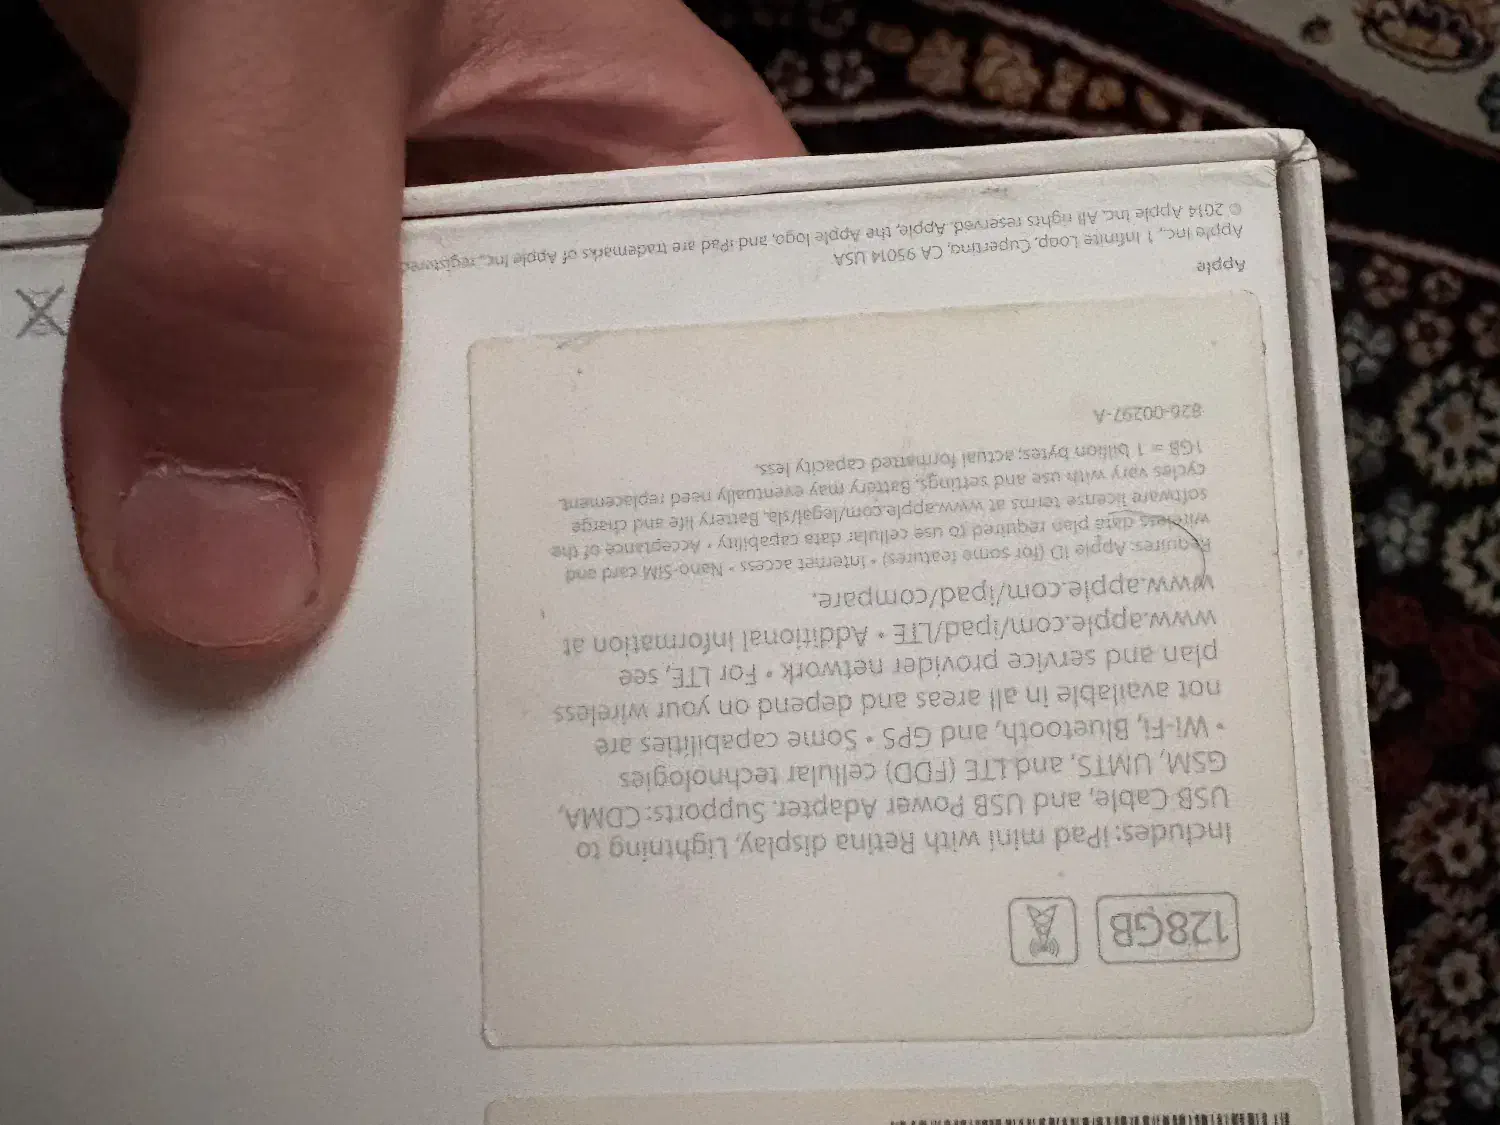 128GB
Includes: iPad mini with Retina display, Lightning to
USB Cable, and USB Power Adapter. Supports: CDMA,
GSM, UMTS, and LTE (FDD) cellular technologies
• Wi-Fi, Bluetooth, and GPS • Some capabilities are
not available in all areas and depend on your wireless
plan and service provider network • For LTE, see
www.apple.com/ipad/LTE • Additional information at
www.apple.com/ipad/compare.
Requires: Apple ID (for some features) • Internet access • Nano-SIM card and
wireless data plan required to use cellular data capability • Acceptance of the
software license terms at www.apple.com/legal/sla. Battery life and charge
cycles vary with use and settings. Battery may eventually need replacement.
1GB = 1 billion bytes; actual formatted capacity less.
826-00297-A
Apple
Apple Inc., 1 Infinite Loop, Cupertino, CA 95014 USA
© 2014 Apple Inc. All rights reserved. Apple, the Apple logo, and iPad are trademarks of Apple Inc., registered